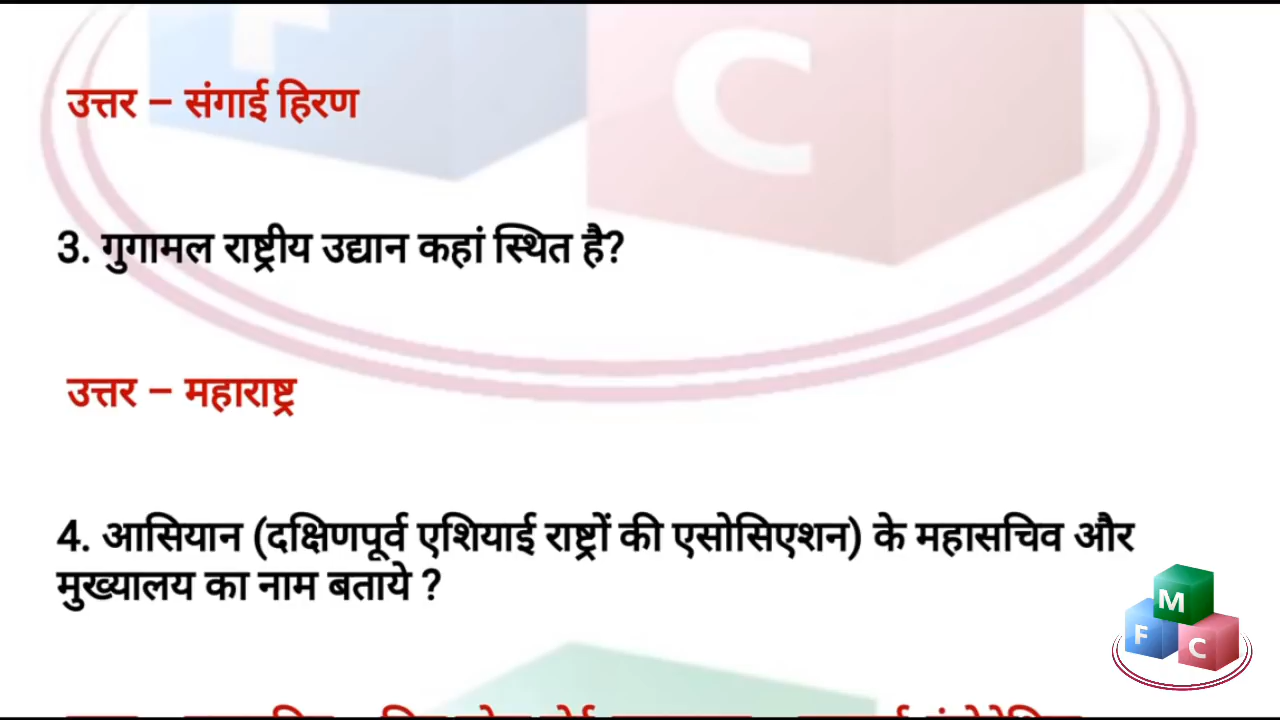 F
C
उत्तर – संगाई हिरण
3. गुगामल राष्ट्रीय उद्यान कहां स्थित है?
उत्तर – महाराष्ट्र
4. आसियान (दक्षिणपूर्व एशियाई राष्ट्रों की एसोसिएशन) के महासचिव और
मुख्यालय का नाम बताये ?
M
F C